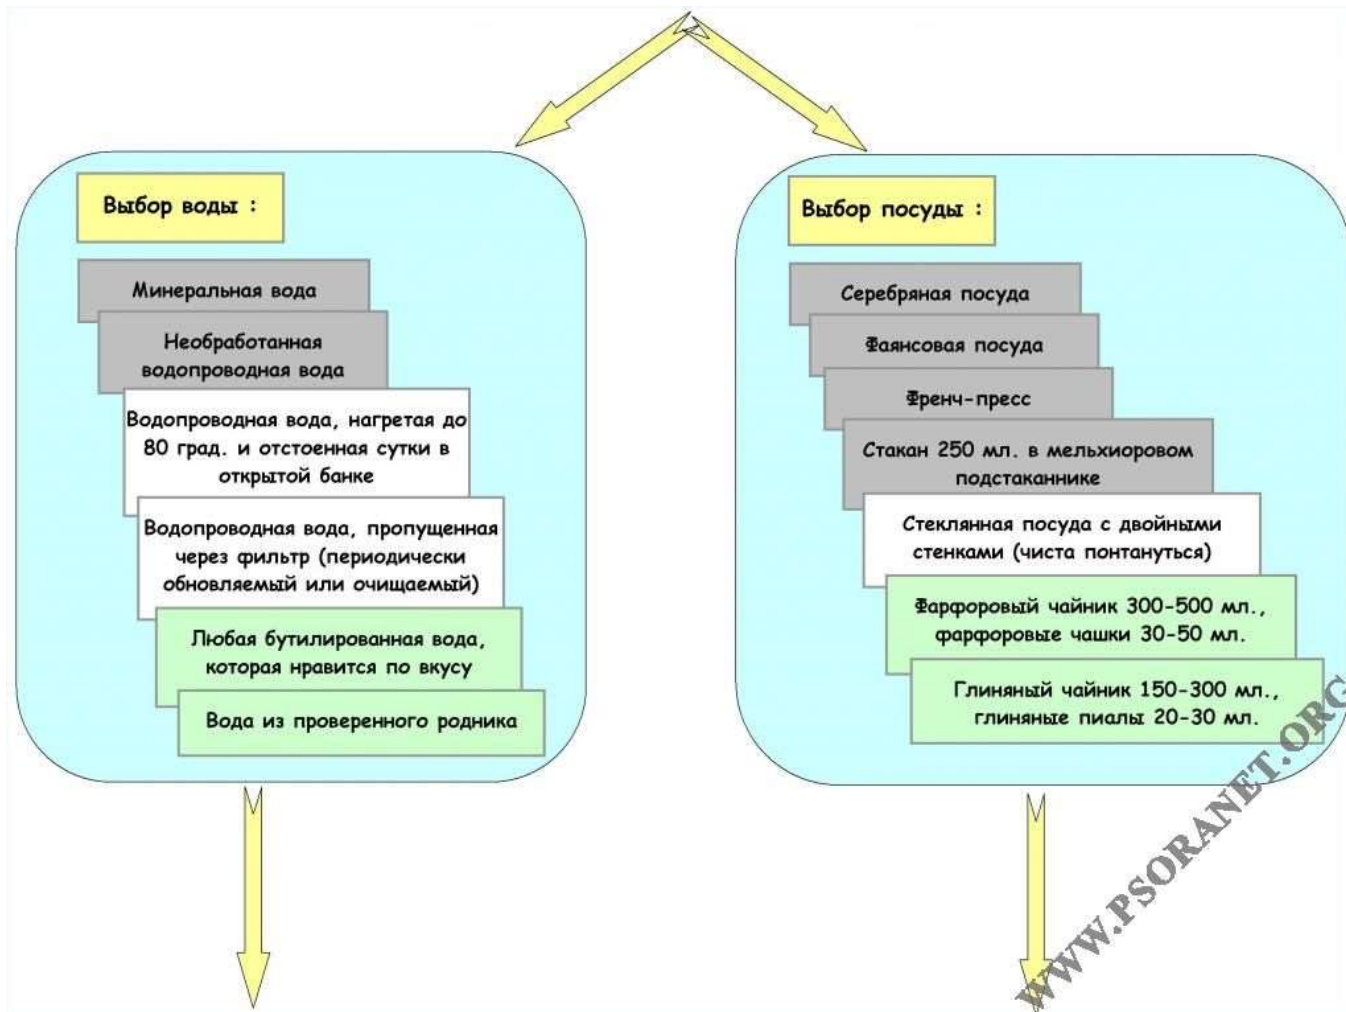 Выбор воды :
Минеральная вода
Необработанная
водопроводная вода
Водопроводная вода, нагретая до
80 град. и отстоенная сутки в
открытой банке
Водопроводная вода, пропущенная
через фильтр (периодически
обновляемый или очищаемый)
Любая бутилированная вода,
которая нравится по вкусу
Вода из проверенного родника
Выбор посуды :
Серебряная посуда
Фаянсовая посуда
Френч-пресс
Стакан 250 мл. в мельхиоровом
подстаканнике
Стеклянная посуда с двойными
стенками (чиста понтануться)
Фарфоровый чайник 300-500 мл.,
фарфоровые чашки 30-50 мл.
Глиняный чайник 150-300 мл.,
глиняные пиалы 20-30 мл.
WWW.PSORANET.ORG